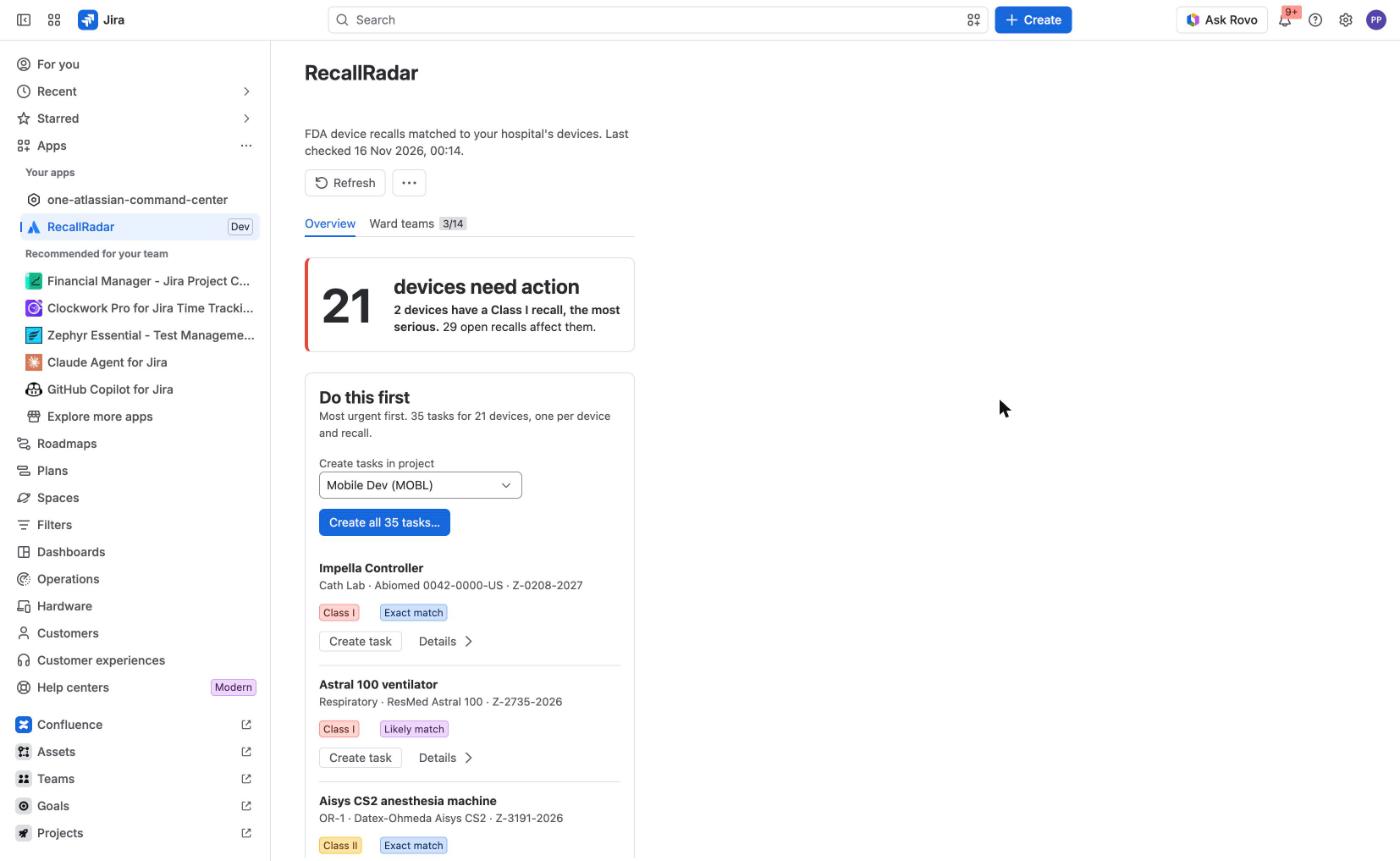 Jira
Search
Create
Ask Rovo
9+
PP
For you
Recent
Starred
Apps
Your apps
one-atlassian-command-center
RecallRadar
Dev
Recommended for your team
Financial Manager - Jira Project C...
Clockwork Pro for Jira Time Tracki...
Zephyr Essential - Test Manageme...
Claude Agent for Jira
GitHub Copilot for Jira
Explore more apps
Roadmaps
Plans
Spaces
Filters
Dashboards
Operations
Hardware
Customers
Customer experiences
Help centers
Modern
Confluence
Assets
Teams
Goals
Projects
RecallRadar
FDA device recalls matched to your hospital's devices. Last
checked 16 Nov 2026, 00:14.
Refresh
Overview
Ward teams 3/14
21
devices need action
2 devices have a Class I recall, the most
serious. 29 open recalls affect them.
Do this first
Most urgent first. 35 tasks for 21 devices, one per device
and recall.
Create tasks in project
Mobile Dev (MOBL)
Create all 35 tasks...
Impella Controller
Cath Lab · Abiomed 0042-0000-US · Z-0208-2027
Class I
Exact match
Create task
Details
Astral 100 ventilator
Respiratory · ResMed Astral 100 · Z-2735-2026
Class I
Likely match
Create task
Details
Aisys CS2 anesthesia machine
OR-1 · Datex-Ohmeda Aisys CS2 · Z-3191-2026
Class II
Exact match